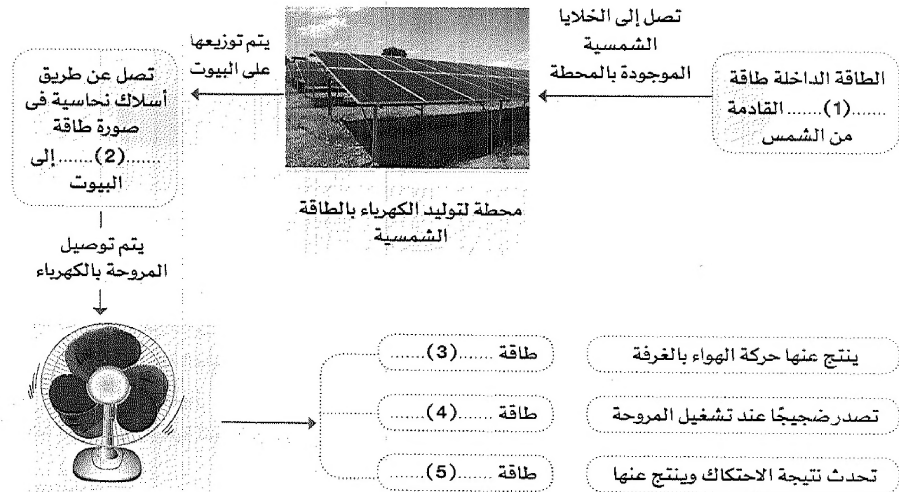 الطاقة الداخلة طاقة
......(1)...... القادمة
من الشمس
تصل إلى الخلايا
الشمسية
الموجودة بالمحطة
محطة لتوليد الكهرباء بالطاقة
الشمسية
يتم توزيعها
على البيوت
تصل عن طريق
أسلاك نحاسية فى
صورة طاقة
......(2)...... إلى
البيوت
يتم توصيل
المروحة بالكهرباء
طاقة ......(3)......
ينتج عنها حركة الهواء بالغرفة
طاقة ......(4)......
تصدر ضجيجًا عند تشغيل المروحة
طاقة ......(5)......
تحدث نتيجة الاحتكاك وينتج عنها